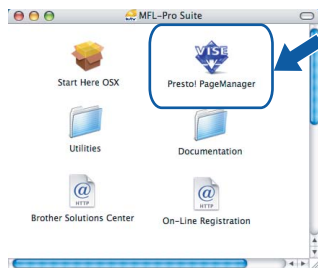 MFL-Pro Suite
VISE
Start Here OSX
Presto! PageManager
Utilities
Documentation
@
HTTP
@
HTTP
Brother Solutions Center
On-Line Registration